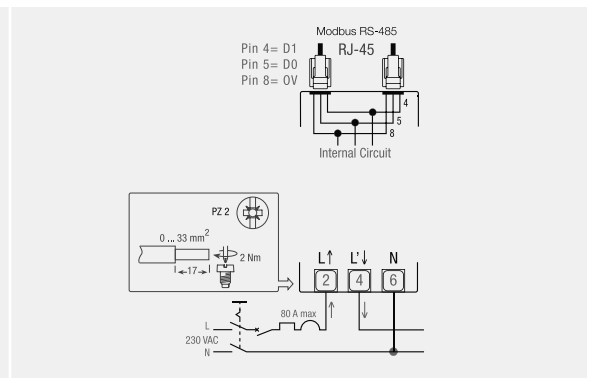 Modbus RS-485
Pin 4= D1
RJ-45
Pin 5= D0
Pin 8= 0V
4
5
8
Internal Circuit
PZ 2
0 ... 33 mm2
2 Nm
17
L↑ L'↓ N
2 4 6
80 A max
L
230 VAC
N